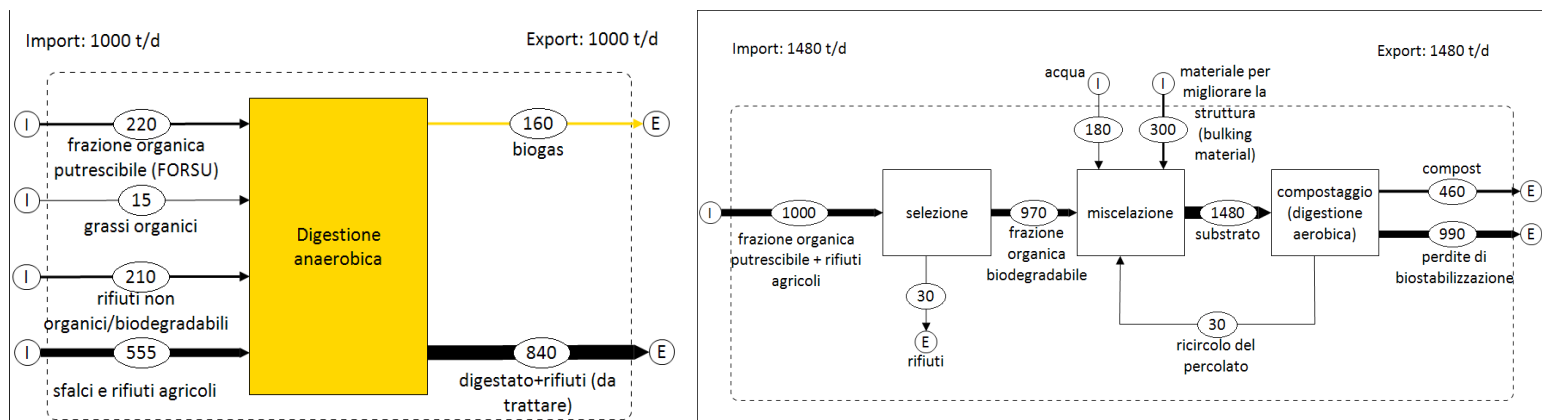 Import: 1000 t/d
Export: 1000 t/d
I
220
frazione organica
putrescibile (FORSU)
I
15
grassi organici
I
210
rifiuti non
organici/biodegradabili
I
555
sfalci e rifiuti agricoli
Digestione
anaerobica
160
E
biogas
840
E
digestato+rifiuti (da
trattare)
Import: 1480 t/d
Export: 1480 t/d
acqua
I
180
I
materiale per
migliorare la
struttura
(bulking
material)
300
I
1000
frazione organica
putrescibile + rifiuti
agricoli
selezione
30
E
rifiuti
970
frazione
organica
biodegradabile
miscelazione
1480
substrato
compostaggio
(digestione
aerobica)
compost
460
E
990
E
perdite di
biostabilizzazione
30
ricircolo del
percolato